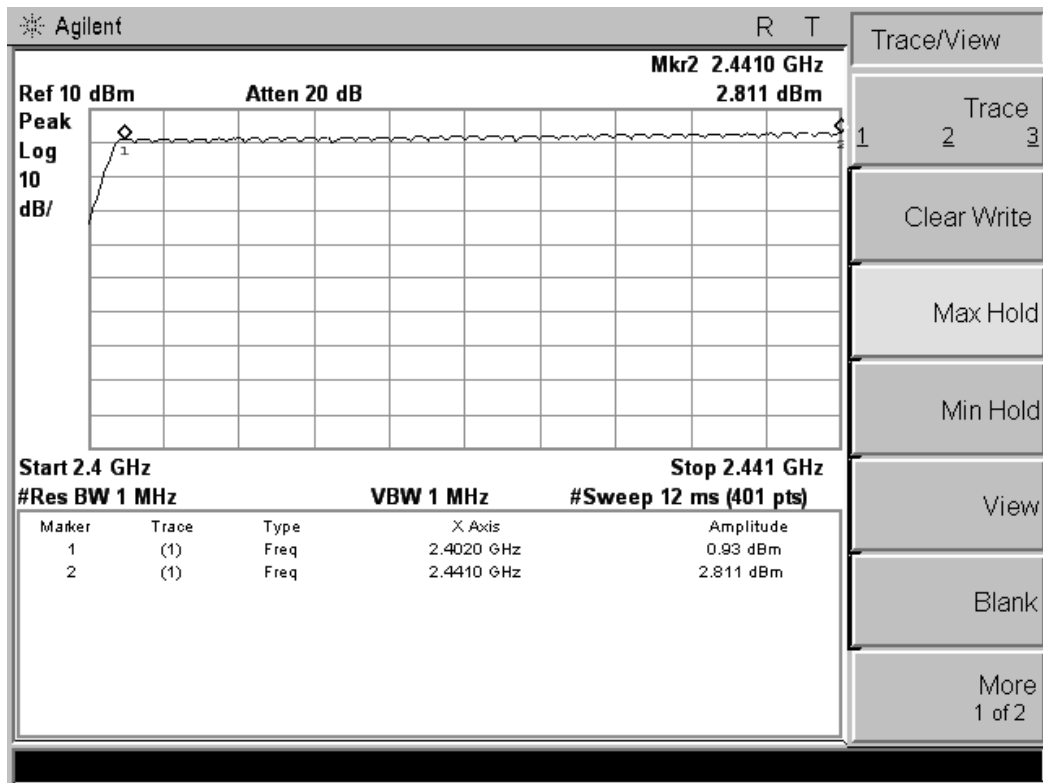 Agilent R T
Mkr2 2.4410 GHz
Ref 10 dBm Atten 20 dB 2.811 dBm
Peak
Log
10
dB/
1
2
Start 2.4 GHz Stop 2.441 GHz
#Res BW 1 MHz VBW 1 MHz #Sweep 12 ms (401 pts)
Marker Trace Type X Axis Amplitude
1 (1) Freq 2.4020 GHz 0.93 dBm
2 (1) Freq 2.4410 GHz 2.811 dBm
Trace/View
Trace
1 2 3
Clear Write
Max Hold
Min Hold
View
Blank
More
1 of 2